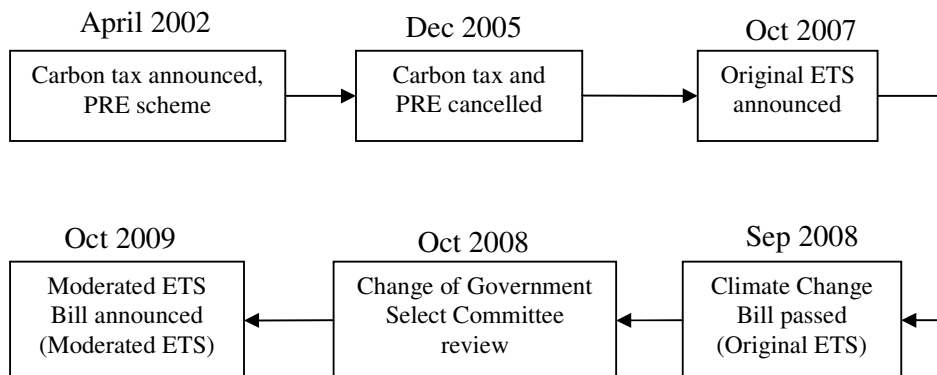 April 2002
Carbon tax announced,
PRE scheme
Dec 2005
Carbon tax and
PRE cancelled
Oct 2007
Original ETS
announced
Sep 2008
Climate Change
Bill passed
(Original ETS)
Oct 2008
Change of Government
Select Committee
review
Oct 2009
Moderated ETS
Bill announced
(Moderated ETS)